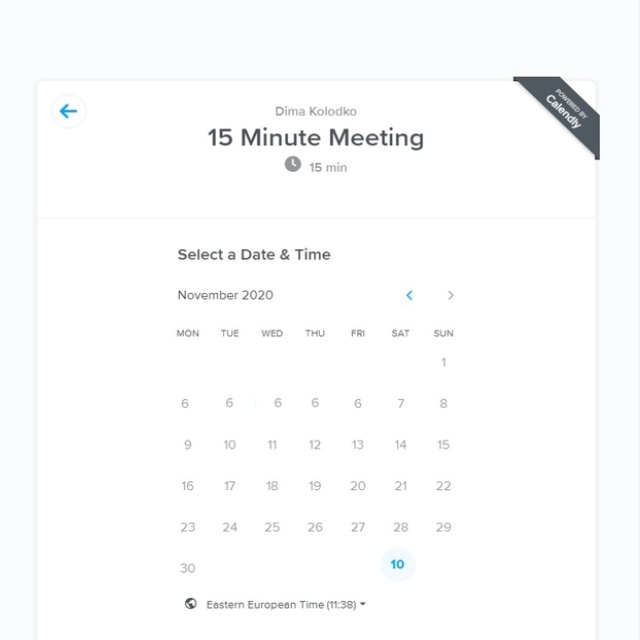 POWERED BY
Calendly
Dima Kolodko
15 Minute Meeting
15 min
Select a Date & Time
November 2020
MON TUE WED THU FRI SAT SUN
1
6 6 6 6 6 7 8
9 10 11 12 13 14 15
16 17 18 19 20 21 22
23 24 25 26 27 28 29
30 10
Eastern European Time (11:38)